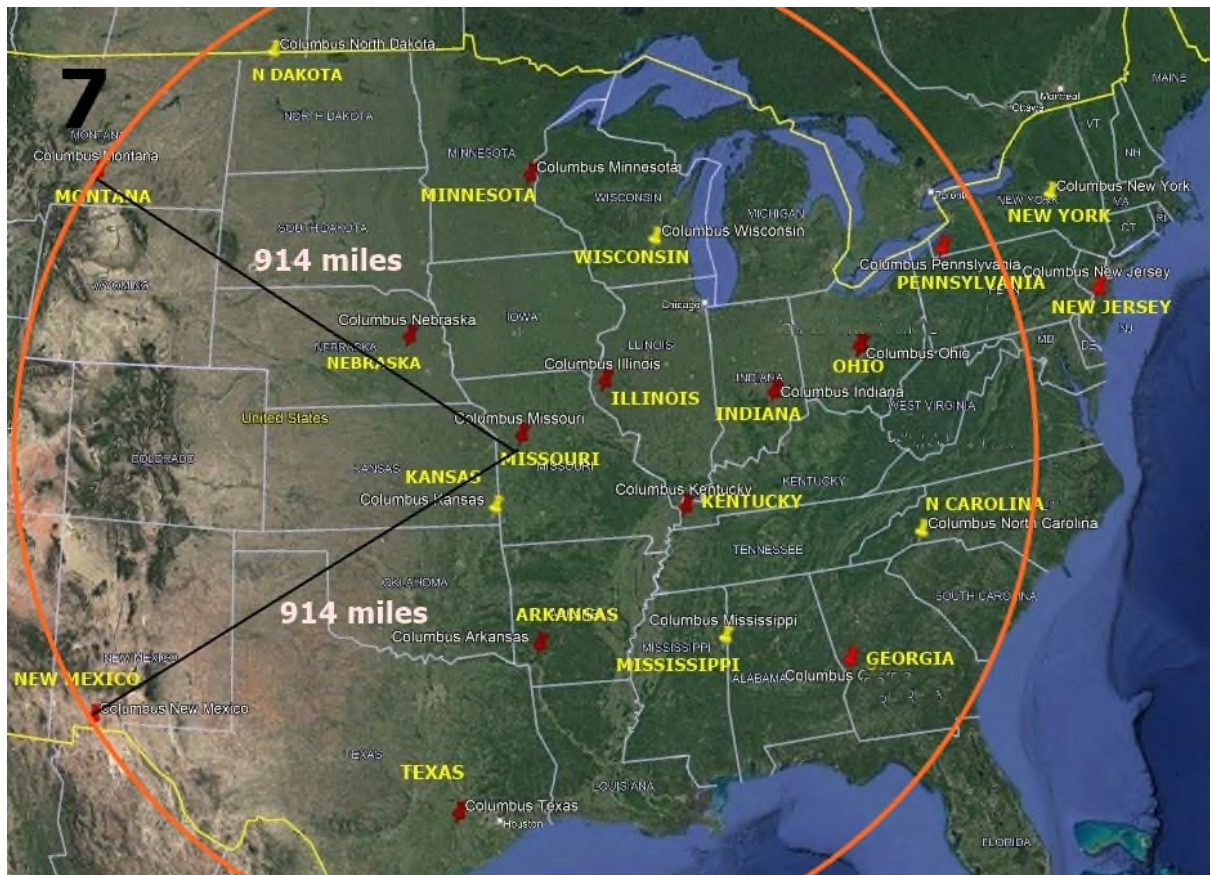 7
Columbus North Dakota
N DAKOTA
NORTH DAKOTA
MONTANA
Columbus Montana
MONTANA
MINNESOTA
Columbus Minnesota
MINNESOTA
WISCONSIN
Columbus Wisconsin
WISCONSIN
MICHIGAN
MAINE
Montreal
Ottawa
VT
NH
Toronto
Columbus New York
NEW YORK
NEW YORK
MA
CT
RI
SOUTH DAKOTA
914 miles
WYOMING
Columbus Pennslyvania
PENNSYLVANIA
PENN
Columbus New Jersey
NEW JERSEY
NJ
MD
DE
Chicago
IOWA
Columbus Nebraska
NEBRASKA
NEBRASKA
ILLINOIS
Columbus Illinois
ILLINOIS
Columbus Ohio
OHIO
INDIANA
Columbus Indiana
INDIANA
WEST VIRGINIA
United States
Columbus Missouri
MISSOURI
MISSOURI
COLORADO
KANSAS
KANSAS
Columbus Kansas
Columbus Kentucky
KENTUCKY
KENTUCKY
N CAROLINA
Columbus North Carolina
TENNESSEE
OKLAHOMA
914 miles
ARKANSAS
Columbus Arkansas
SOUTH CAROLINA
Columbus Mississippi
MISSISSIPPI
MISSISSIPPI
ALABAMA
Columbus
GEORGIA
NEW MEXICO
NEW MEXICO
Columbus New Mexico
TEXAS
TEXAS
Columbus Texas
Houston
LOUISIANA
FLORIDA